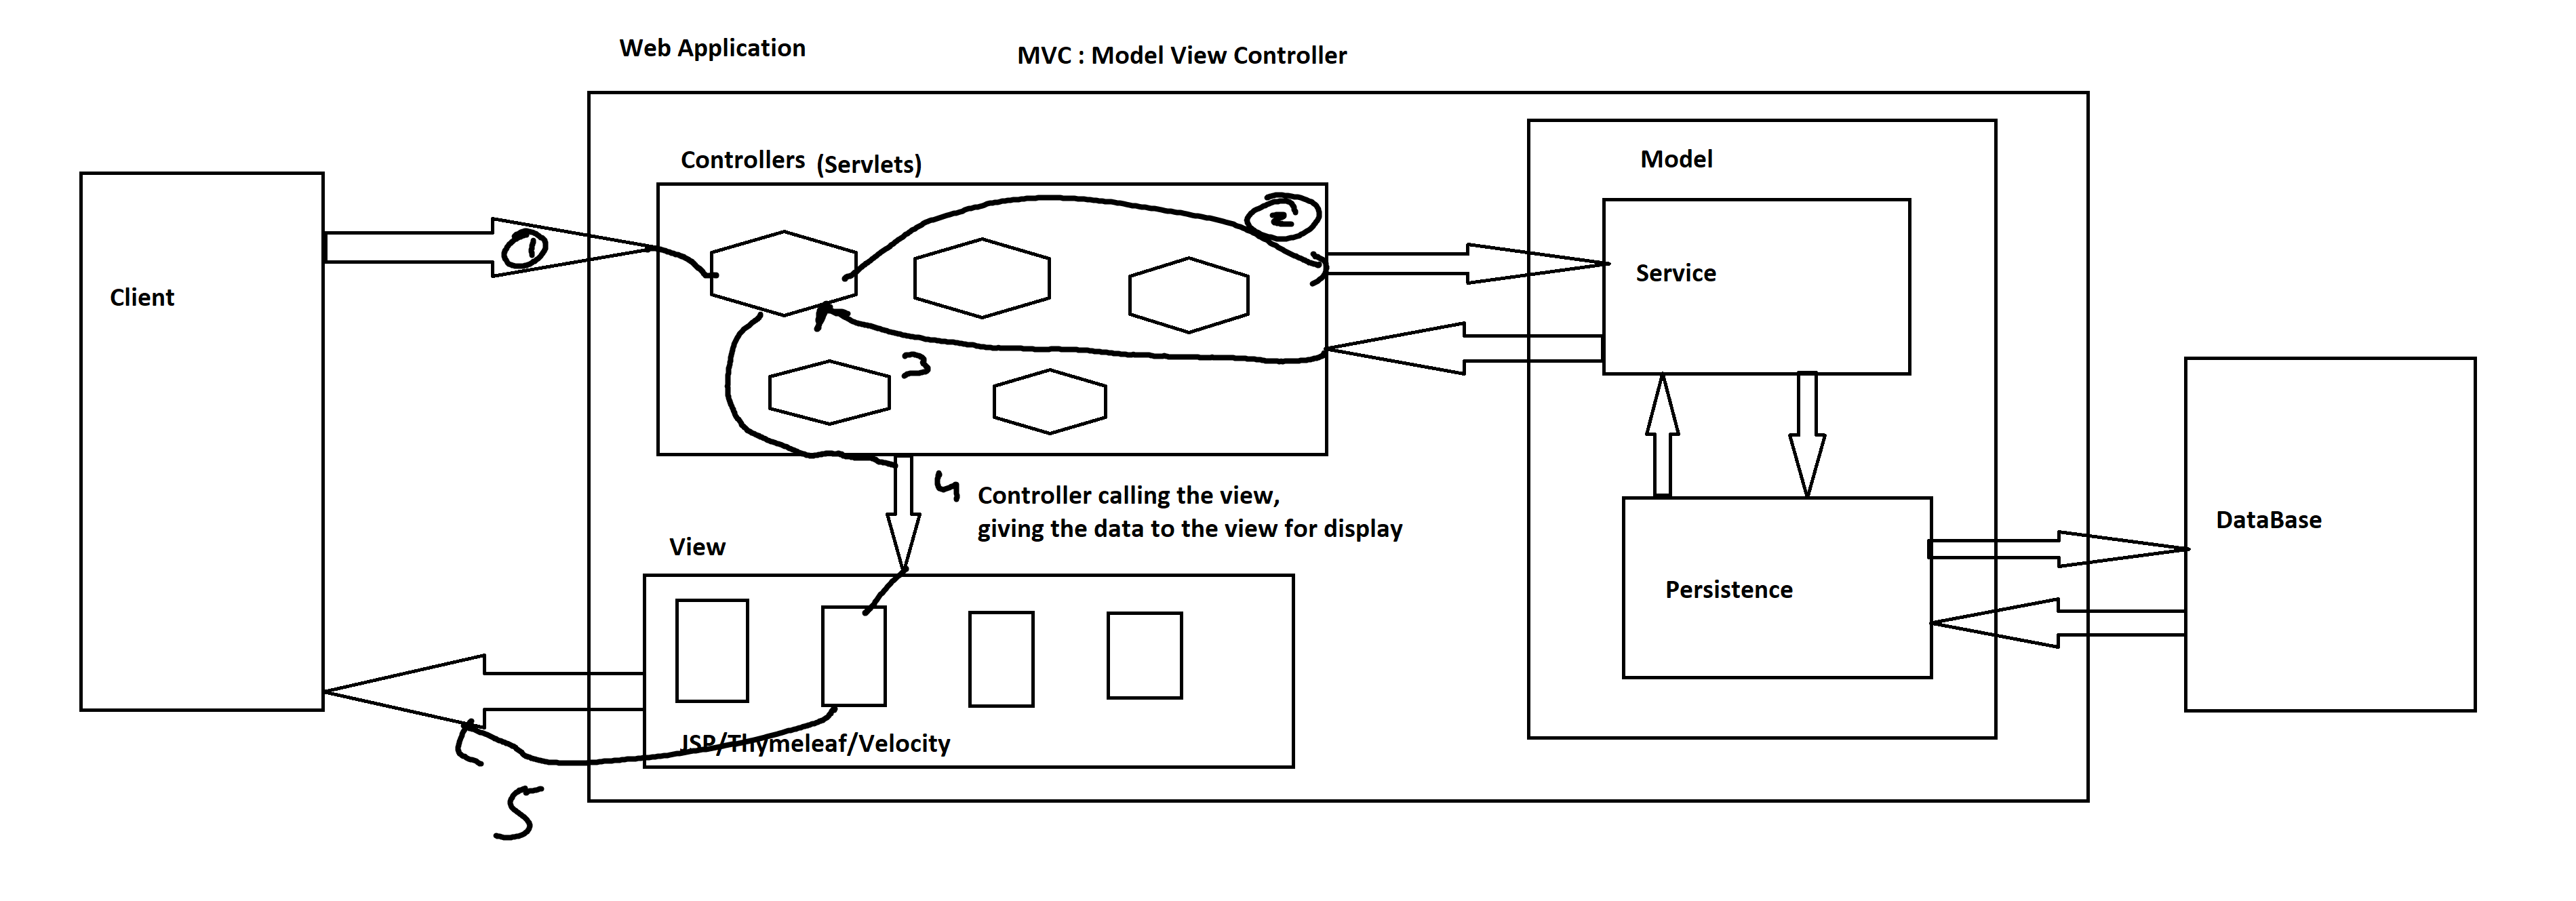 Web Application
MVC : Model View Controller
Controllers (Servlets)
Model
1
2
Client
Service
3
4
Controller calling the view,
giving the data to the view for display
DataBase
View
Persistence
JSP/Thymeleaf/Velocity
5